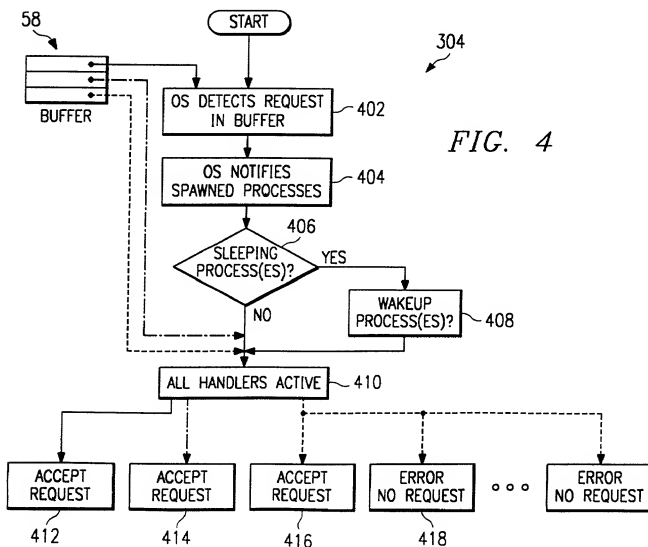 58
START
304
BUFFER
OS DETECTS REQUEST
IN BUFFER
402
FIG. 4
OS NOTIFIES
SPAWNED PROCESSES
404
406
SLEEPING
PROCESS(ES)?
YES
NO
WAKEUP
PROCESS(ES)?
408
ALL HANDLERS ACTIVE
410
ACCEPT
REQUEST
ACCEPT
REQUEST
ACCEPT
REQUEST
ERROR
NO REQUEST
ERROR
NO REQUEST
412
414
416
418